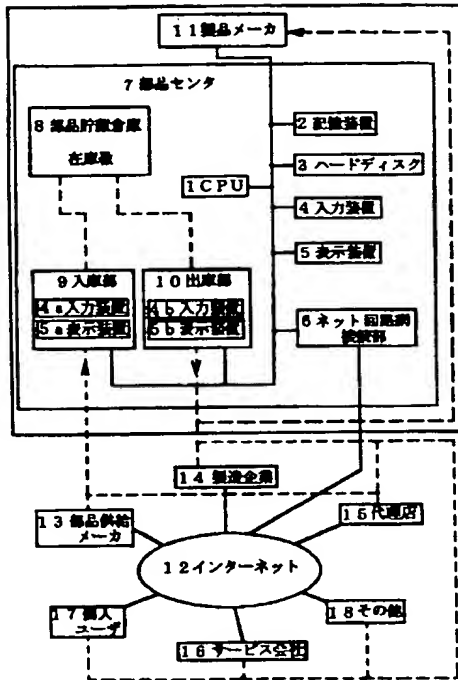 11製品メーカ
7 部品センタ
8 部品貯蔵倉庫
在庫数
2 記憶装置
3 ハードディスク
1CPU
4 入力装置
5 表示装置
9入庫部
4a入力装置
5a表示装置
10出庫部
4b入力装置
5b表示装置
6ネット回路網
接続部
14製造企業
13部品供給
メーカ
15代理店
12インターネット
17個人
ユーザ
18その他
16サービス会社